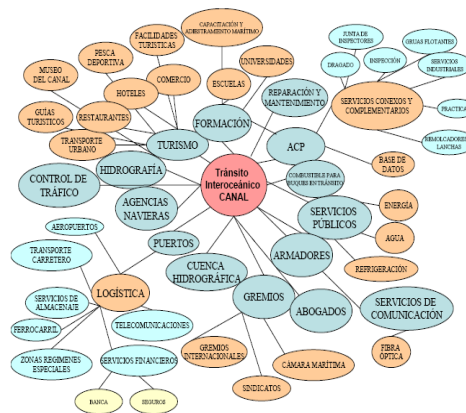 CAPACITACIÓN Y
ADIESTRAMIENTO MARÍTIMO
FACILIDADES
TURISTICAS
PESCA
DEPORTIVA
MUSEO
DEL CANAL
HOTELES
COMERCIO
ESCUELAS
UNIVERSIDADES
JUNTA DE
INSPECTORES
GRUAS FLOTANTES
DRAGADO
INSPECCIÓN
SERVICIOS
INDUSTRIALES
SERVICIOS CONEXOS Y
COMPLEMENTARIOS
PRACTICA
REMOLCADORES
LANCHAS
GUÍAS
TURISTICOS
RESTAURANTES
TRANSPORTE
URBANO
TURISMO
FORMACIÓN
REPARACIÓN Y
MANTENIMIENTO
ACP
BASE DE
DATOS
CONTROL DE
TRÁFICO
HIDROGRAFÍA
AGENCIAS
NAVIERAS
Tránsito
Interoceánico
CANAL
COMBUSTIBLE PARA
BUQUES EN TRÁNSITO
SERVICIOS
PÚBLICOS
ENERGÍA
AGUA
REFRIGERACIÓN
AEROPUERTOS
PUERTOS
TRANSPORTE
CARRETERO
CUENCA
HIDROGRÁFICA
ARMADORES
LOGÍSTICA
SERVICIOS DE
ALMACENAJE
GREMIOS
ABOGADOS
SERVICIOS DE
COMUNICACIÓN
FERROCARRIL
TELECOMUNICACIONES
ZONAS REGIMENES
ESPECIALES
SERVICIOS FINANCIEROS
GREMIOS
INTERNACIONALES
CÁMARA MARÍTIMA
FIBRA
ÓPTICA
SINDICATOS
BANCA
SEGUROS